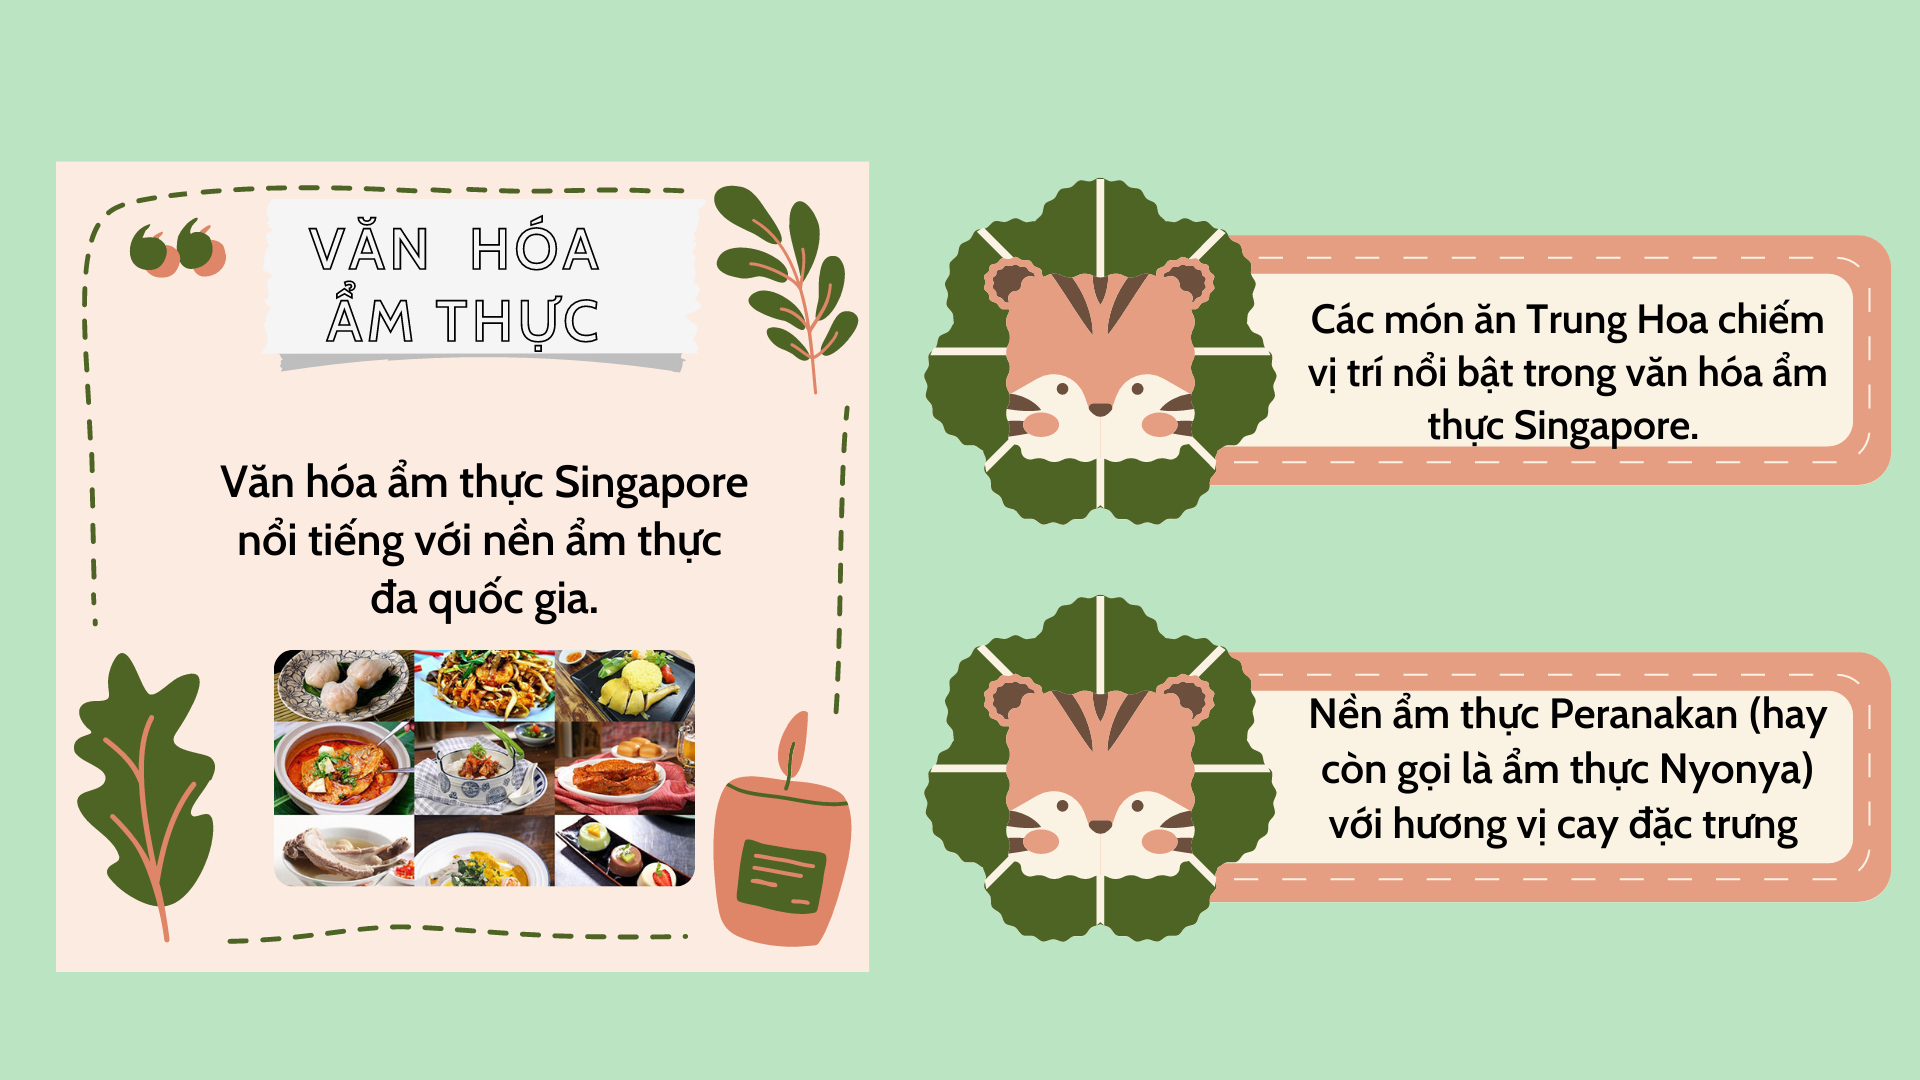 VĂN HÓA
ẨM THỰC
Văn hóa ẩm thực Singapore
nổi tiếng với nền ẩm thực
đa quốc gia.
Các món ăn Trung Hoa chiếm
vị trí nổi bật trong văn hóa ẩm
thực Singapore.
Nền ẩm thực Peranakan (hay
còn gọi là ẩm thực Nyonya)
với hương vị cay đặc trưng